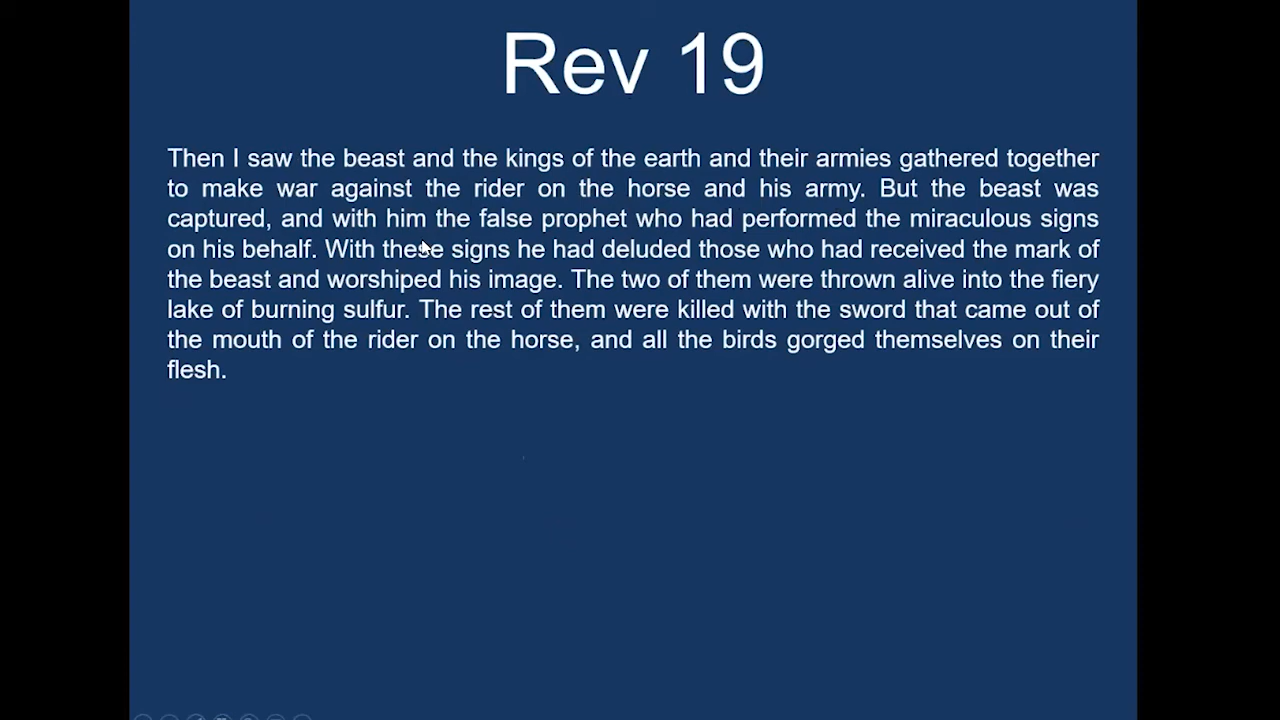 Rev 19
Then I saw the beast and the kings of the earth and their armies gathered together
to make war against the rider on the horse and his army. But the beast was
captured, and with him the false prophet who had performed the miraculous signs
on his behalf. With these signs he had deluded those who had received the mark of
the beast and worshiped his image. The two of them were thrown alive into the fiery
lake of burning sulfur. The rest of them were killed with the sword that came out of
the mouth of the rider on the horse, and all the birds gorged themselves on their
flesh.